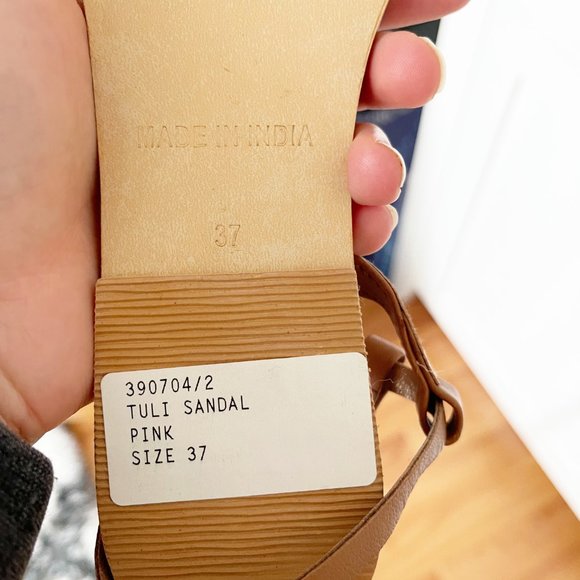 MADE IN INDIA
37
390704/2
TULI SANDAL
PINK
SIZE 37